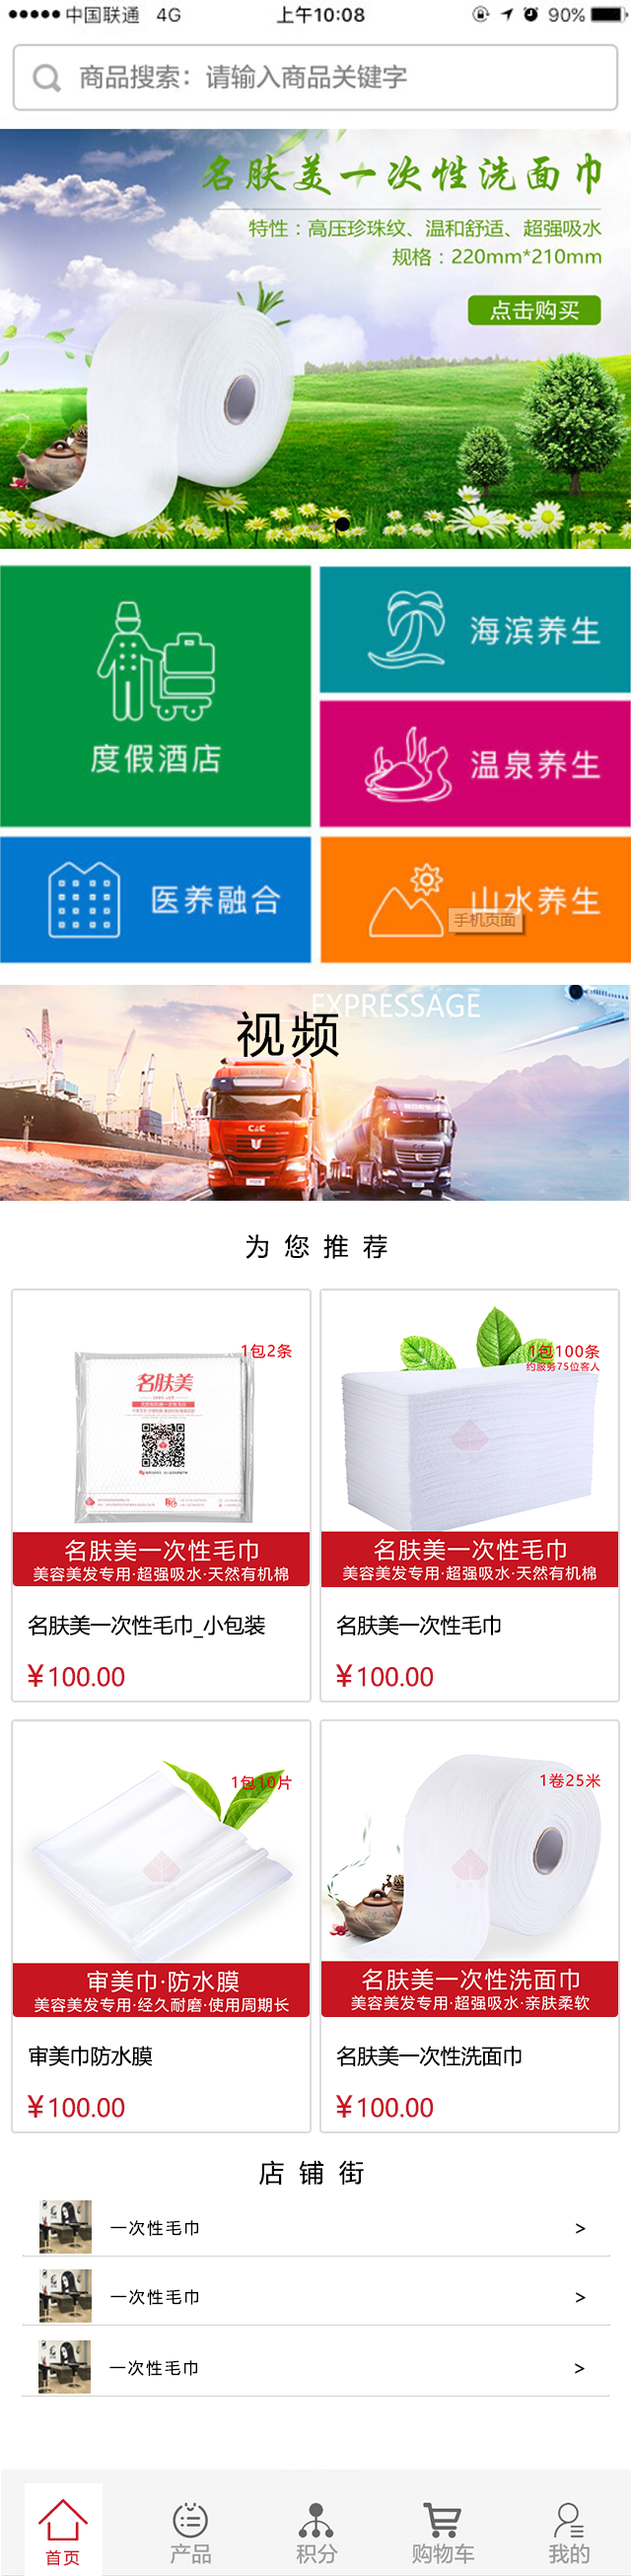 中国联通 4G 上午10:08 90%
商品搜索：请输入商品关键字
名肤美一次性洗面巾
特性：高压珍珠纹、温和舒适、超强吸水
规格：220mm*210mm
点击购买
度假酒店
海滨养生
温泉养生
医养融合
山水养生
手机页面
EXPRESSAGE
视频
为您推荐
1包2条
名肤美
名肤美一次性毛巾
美容美发专用·超强吸水·天然有机棉
名肤美一次性毛巾_小包装
¥100.00
1包100条
约服务75位客人
名肤美一次性毛巾
美容美发专用·超强吸水·天然有机棉
名肤美一次性毛巾
¥100.00
1包10片
审美巾·防水膜
美容美发专用·经久耐磨·使用周期长
审美巾防水膜
¥100.00
1卷25米
名肤美一次性洗面巾
美容美发专用·超强吸水·亲肤柔软
名肤美一次性洗面巾
¥100.00
店铺街
一次性毛巾 >
一次性毛巾 >
一次性毛巾 >
首页 产品 积分 购物车 我的